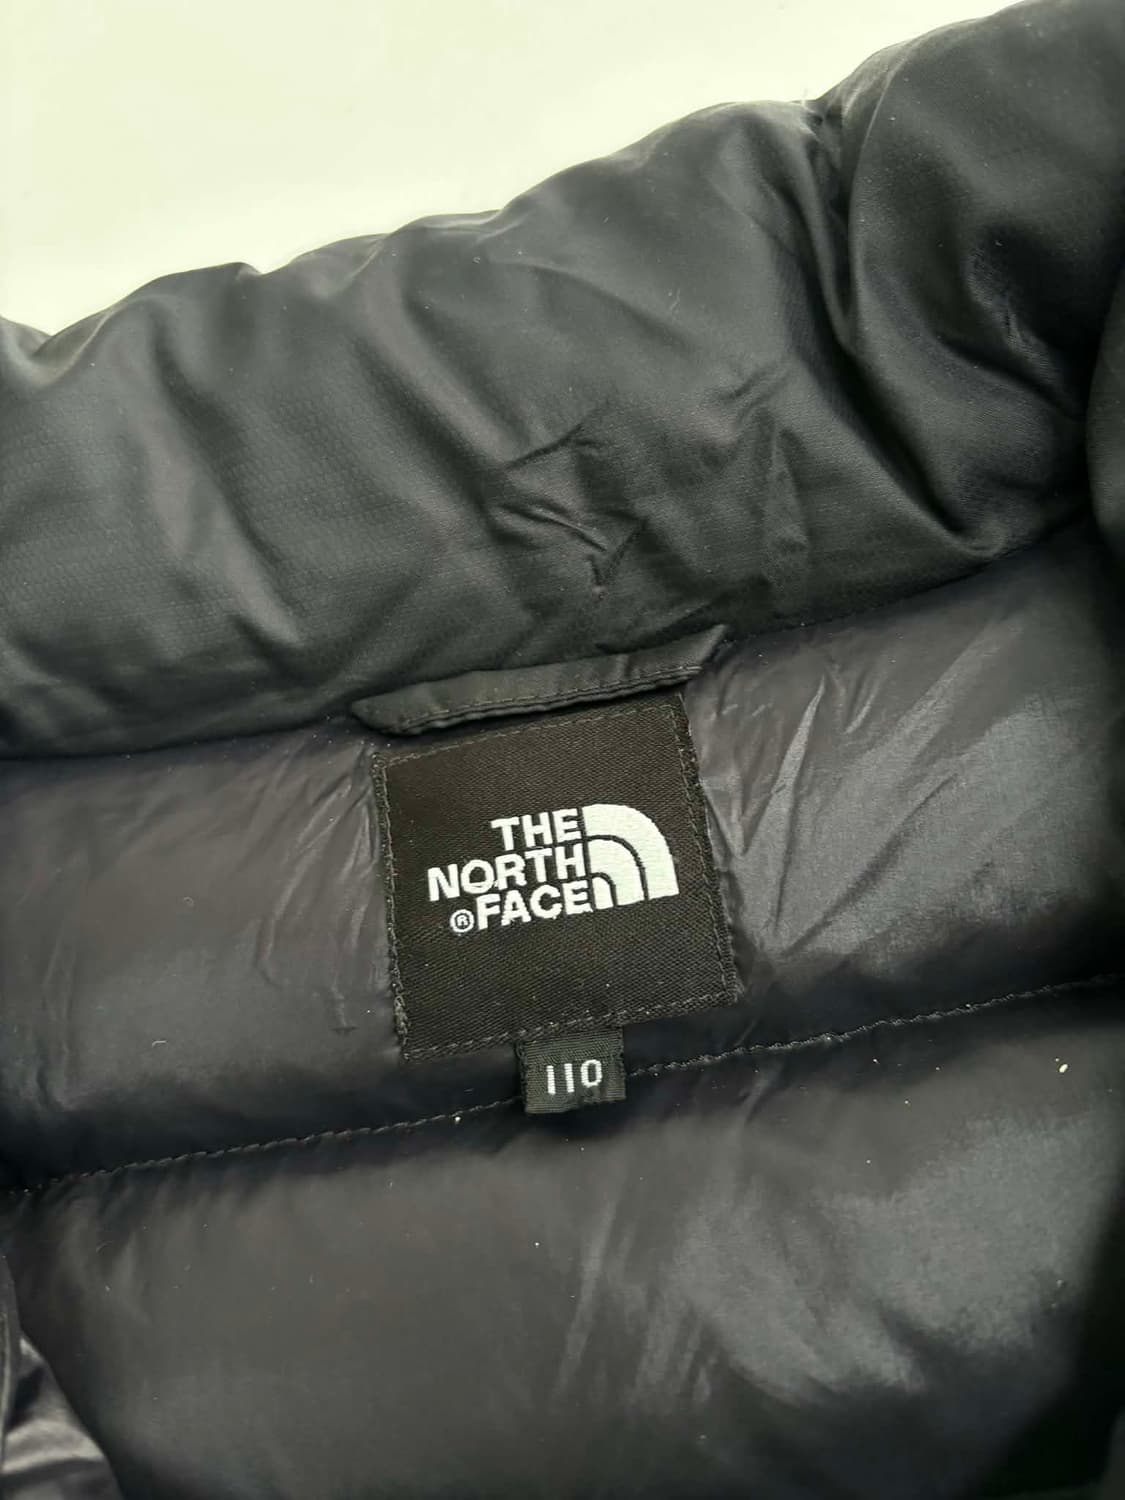 THE
NORTH
®FACE
110